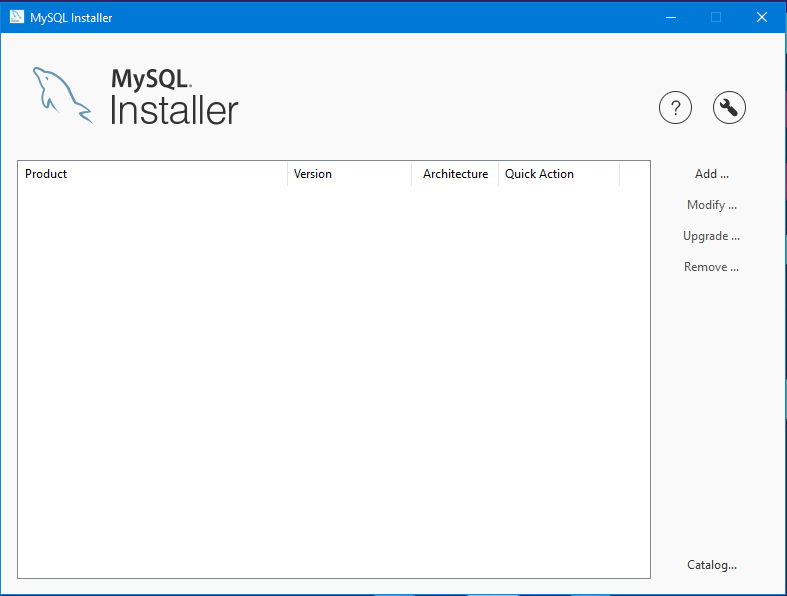 MySQL Installer
MySQL.
Installer
?
Product Version Architecture Quick Action
Add ...
Modify ...
Upgrade ...
Remove ...
Catalog...